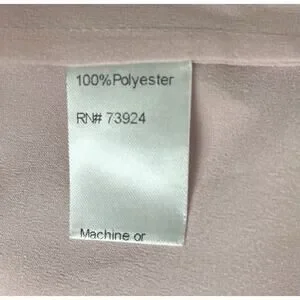 100%Polyester
RN# 73924
Machine or